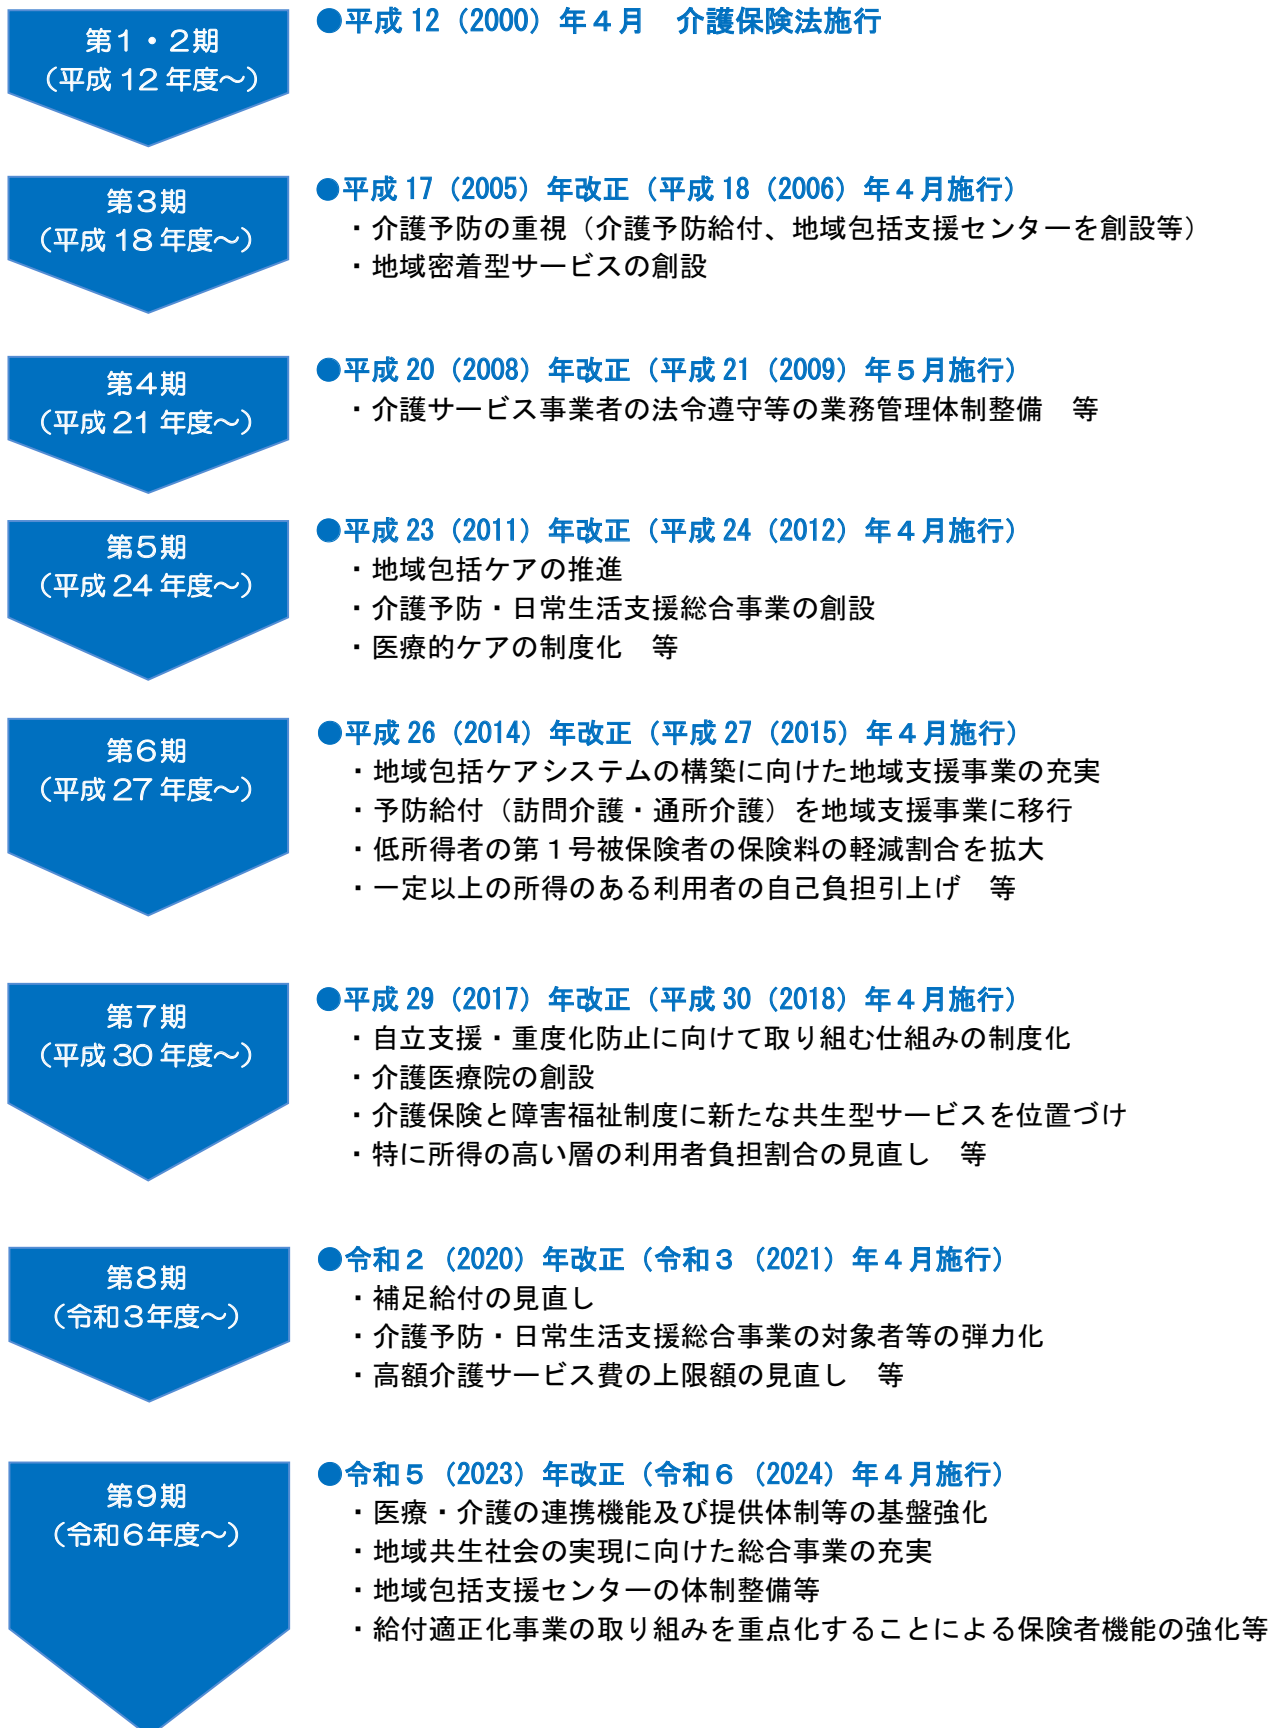 第１・２期
（平成 12 年度～）
●平成 12（2000）年４月　介護保険法施行
第３期
（平成 18 年度～）
●平成 17（2005）年改正（平成 18（2006）年４月施行）
・介護予防の重視（介護予防給付、地域包括支援センターを創設等）
・地域密着型サービスの創設
第４期
（平成 21 年度～）
●平成 20（2008）年改正（平成 21（2009）年５月施行）
・介護サービス事業者の法令遵守等の業務管理体制整備　等
第５期
（平成 24 年度～）
●平成 23（2011）年改正（平成 24（2012）年４月施行）
・地域包括ケアの推進
・介護予防・日常生活支援総合事業の創設
・医療的ケアの制度化　等
第６期
（平成 27 年度～）
●平成 26（2014）年改正（平成 27（2015）年４月施行）
・地域包括ケアシステムの構築に向けた地域支援事業の充実
・予防給付（訪問介護・通所介護）を地域支援事業に移行
・低所得者の第１号被保険者の保険料の軽減割合を拡大
・一定以上の所得のある利用者の自己負担引上げ　等
第７期
（平成 30 年度～）
●平成 29（2017）年改正（平成 30（2018）年４月施行）
・自立支援・重度化防止に向けて取り組む仕組みの制度化
・介護医療院の創設
・介護保険と障害福祉制度に新たな共生型サービスを位置づけ
・特に所得の高い層の利用者負担割合の見直し　等
第８期
（令和３年度～）
●令和２（2020）年改正（令和３（2021）年４月施行）
・補足給付の見直し
・介護予防・日常生活支援総合事業の対象者等の弾力化
・高額介護サービス費の上限額の見直し　等
第９期
（令和６年度～）
●令和５（2023）年改正（令和６（2024）年４月施行）
・医療・介護の連携機能及び提供体制等の基盤強化
・地域共生社会の実現に向けた総合事業の充実
・地域包括支援センターの体制整備等
・給付適正化事業の取り組みを重点化することによる保険者機能の強化等